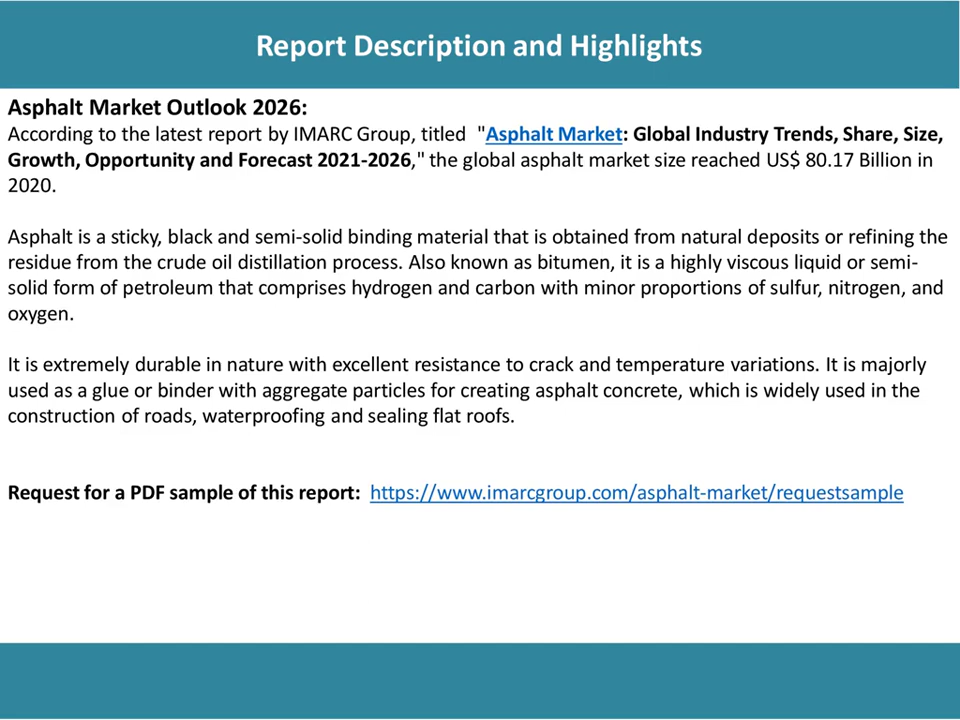 Report Description and Highlights
Asphalt Market Outlook 2026:
According to the latest report by IMARC Group, titled "Asphalt Market: Global Industry Trends, Share, Size,
Growth, Opportunity and Forecast 2021-2026," the global asphalt market size reached US$ 80.17 Billion in
2020.
Asphalt is a sticky, black and semi-solid binding material that is obtained from natural deposits or refining the
residue from the crude oil distillation process. Also known as bitumen, it is a highly viscous liquid or semi-
solid form of petroleum that comprises hydrogen and carbon with minor proportions of sulfur, nitrogen, and
oxygen.
It is extremely durable in nature with excellent resistance to crack and temperature variations. It is majorly
used as a glue or binder with aggregate particles for creating asphalt concrete, which is widely used in the
construction of roads, waterproofing and sealing flat roofs.
Request for a PDF sample of this report: https://www.imarcgroup.com/asphalt-market/requestsample